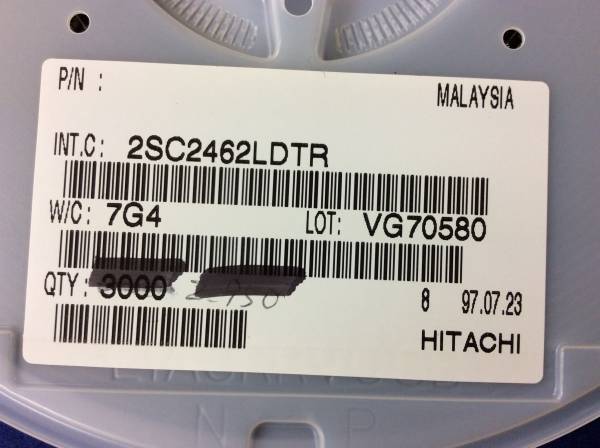 P/N :
MALAYSIA
INT.C: 2SC2462LDTR
W/C: 7G4 LOT: VG70580
QTY: 3000
8 97.07.23
HITACHI